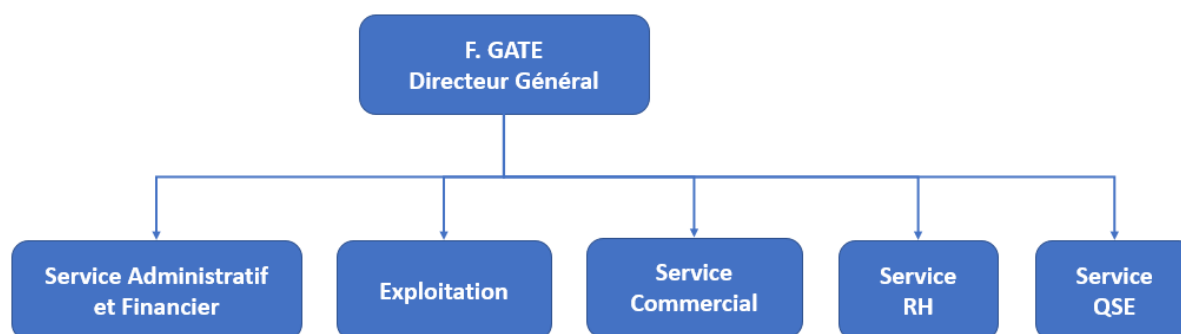 F. GATE
Directeur Général
Service Administratif
et Financier
Exploitation
Service
Commercial
Service
RH
Service
QSE